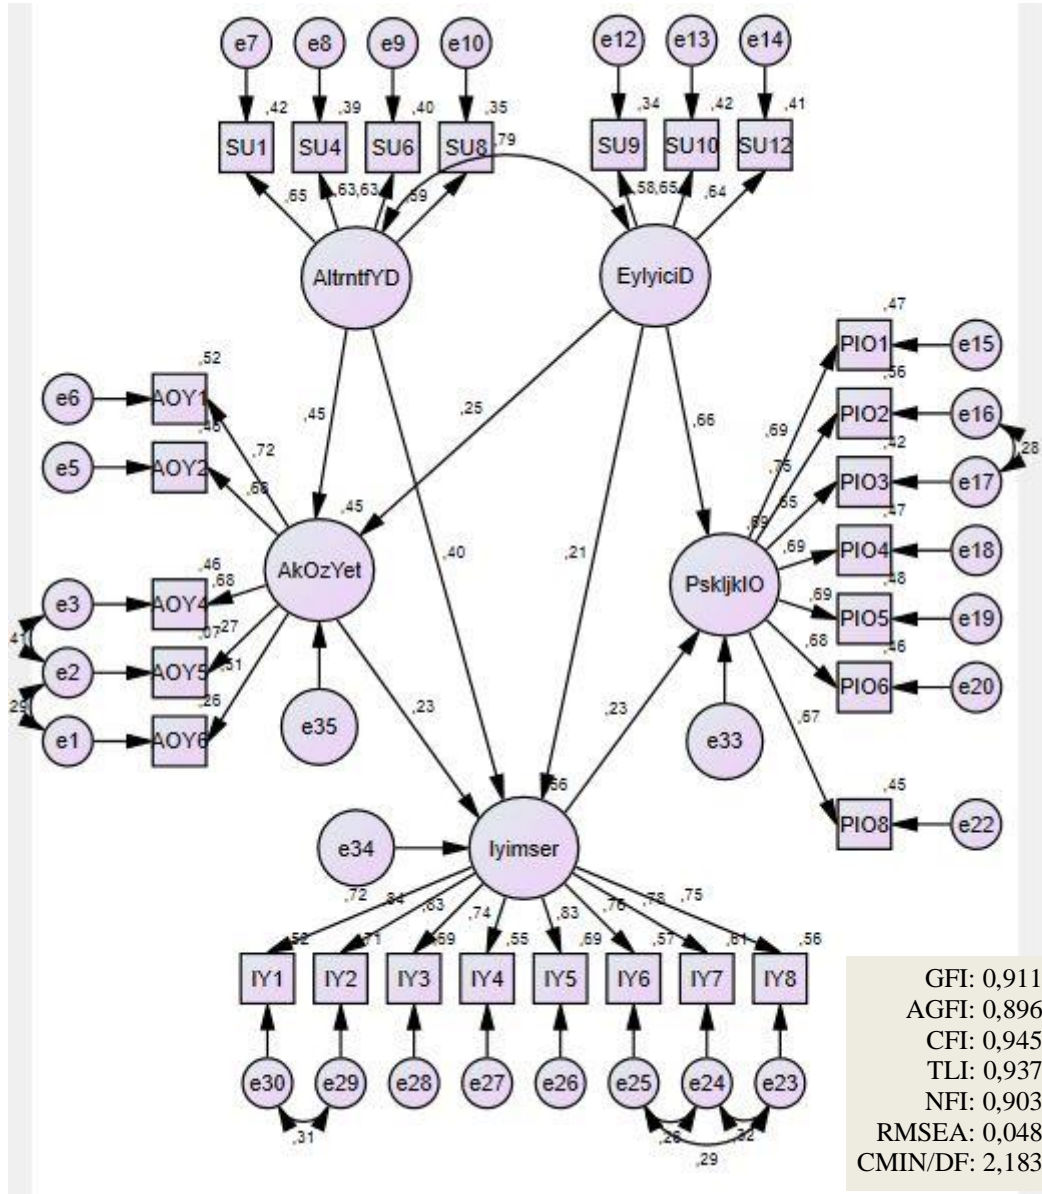 e7 e8 e9 e10 e12 e13 e14
,42 ,39 ,40 ,35 ,34 ,42 ,41
SU1 SU4 SU6 SU8 ,79 SU9 SU10 SU12
,65 ,63 ,63 ,59 ,58 ,65 ,64
AltrntfYD EylyiciD
,47
PIO1 e15
,52 ,56
e6 AOY1 PIO2 e16
,45 ,25 ,66 ,69
,72 ,42 ,28
e5 AOY2 PIO3 e17
,68 ,75 ,65
,45 ,47
,69 PIO4 e18
,46 ,40 ,21 ,48
AkOzYet PskljkIO
,68 ,69
e3 AOY4 PIO5 e19
,41 ,07 ,27 ,68 ,46
e2 AOY5 PIO6 e20
,51
,29 ,26 ,23 ,23 ,67
e1 AOY6 e35 e33
,56 ,45
PIO8 e22
e34 Iyimser
,72 ,84 ,83 ,74 ,83 ,76 ,78 ,75
,52 ,71 ,69 ,55 ,69 ,57 ,61 ,56
IY1 IY2 IY3 IY4 IY5 IY6 IY7 IY8
e30 e29 e28 e27 e26 e25 e24 e23
,31 ,32
,29
GFI: 0,911
AGFI: 0,896
CFI: 0,945
TLI: 0,937
NFI: 0,903
RMSEA: 0,048
CMIN/DF: 2,183